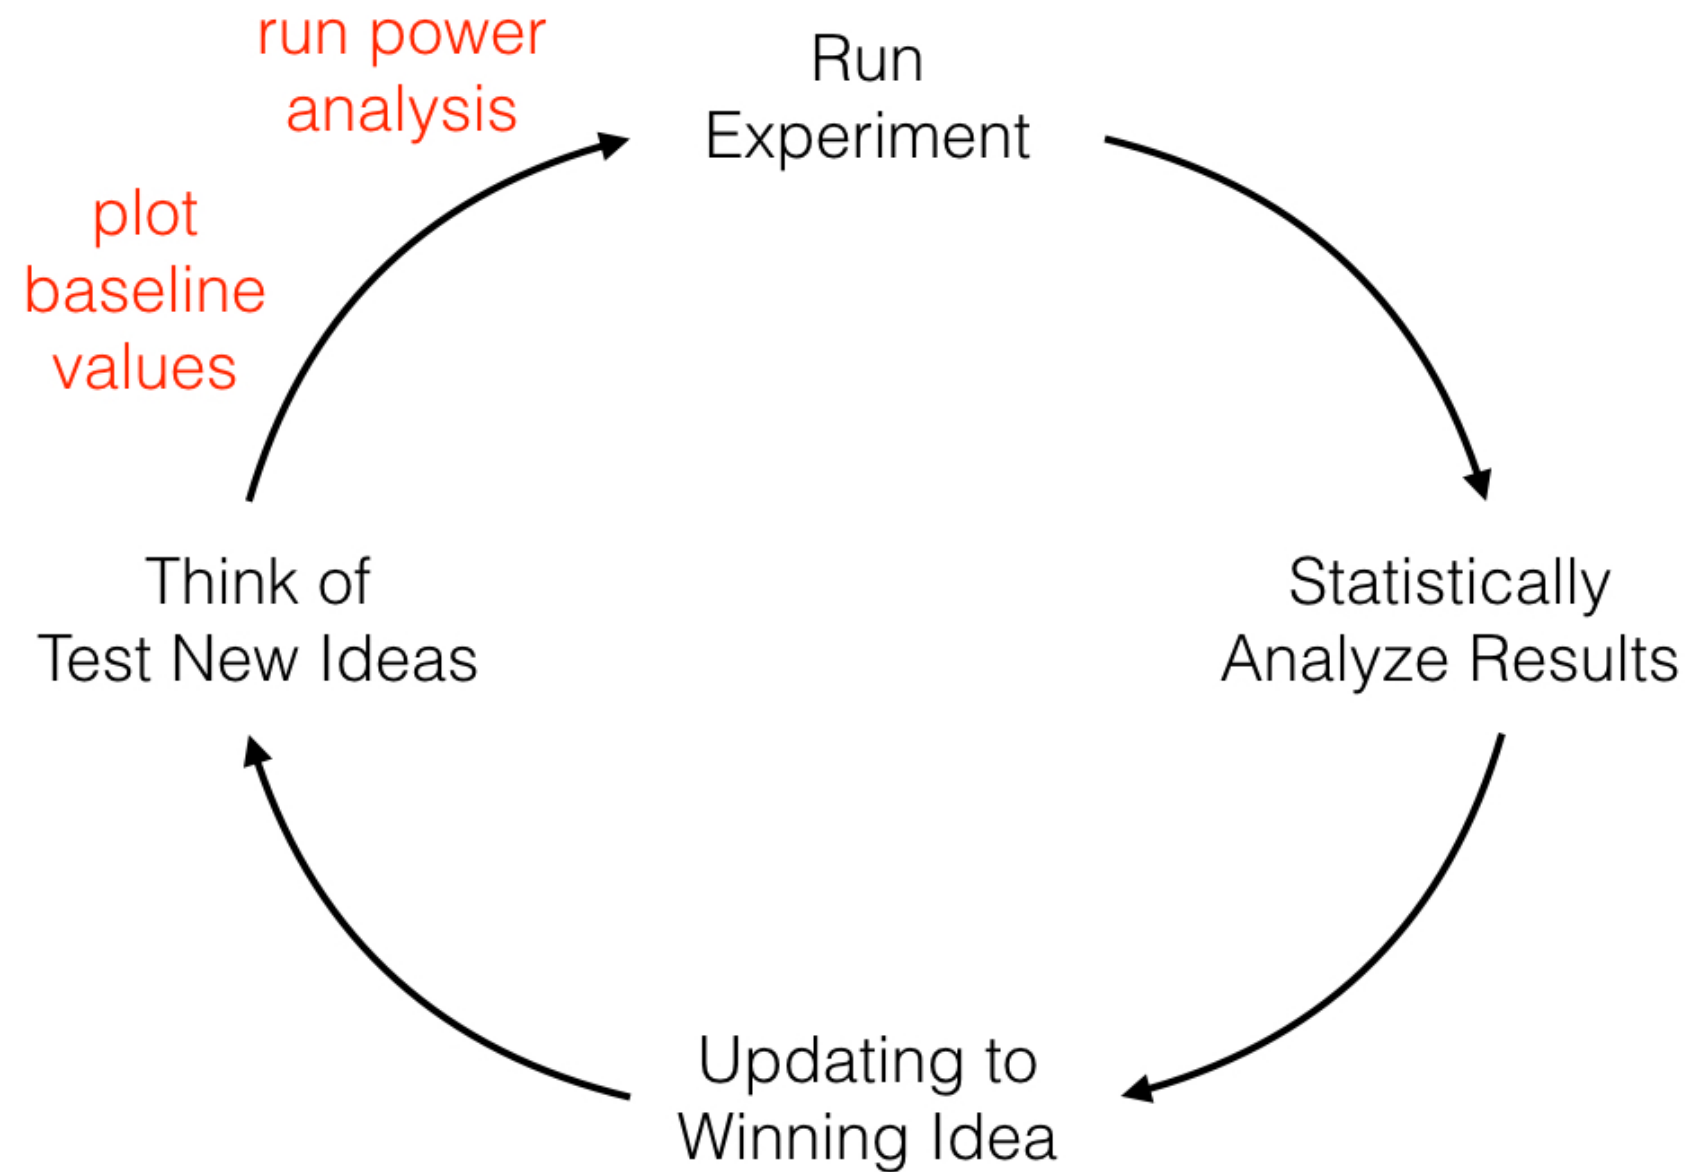 run power
analysis
Run
Experiment
plot
baseline
values
Think of
Test New Ideas
Statistically
Analyze Results
Updating to
Winning Idea